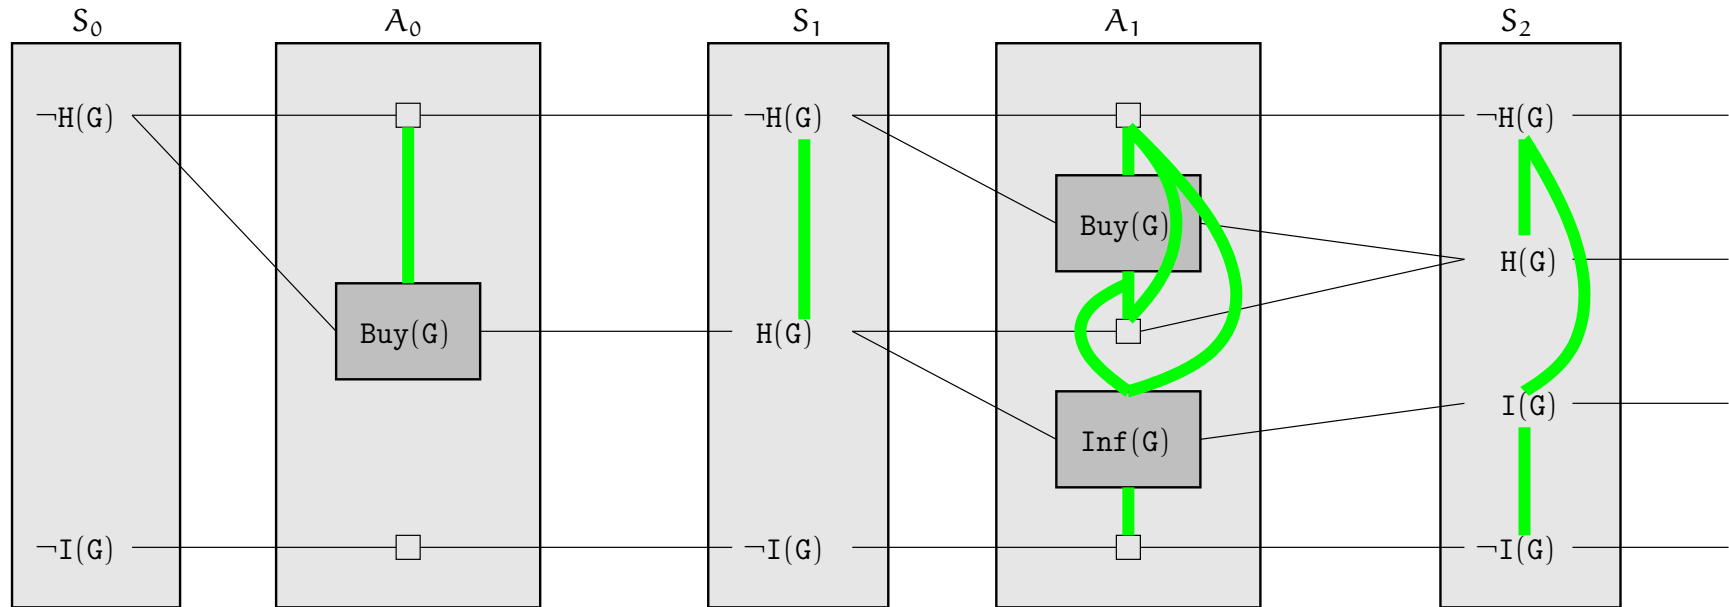 S₀ A₀ S₁ A₁ S₂
¬H(G) ¬H(G) ¬H(G)
Buy(G)
H(G)
Buy(G) H(G)
I(G)
Inf(G)
¬I(G) ¬I(G) ¬I(G)